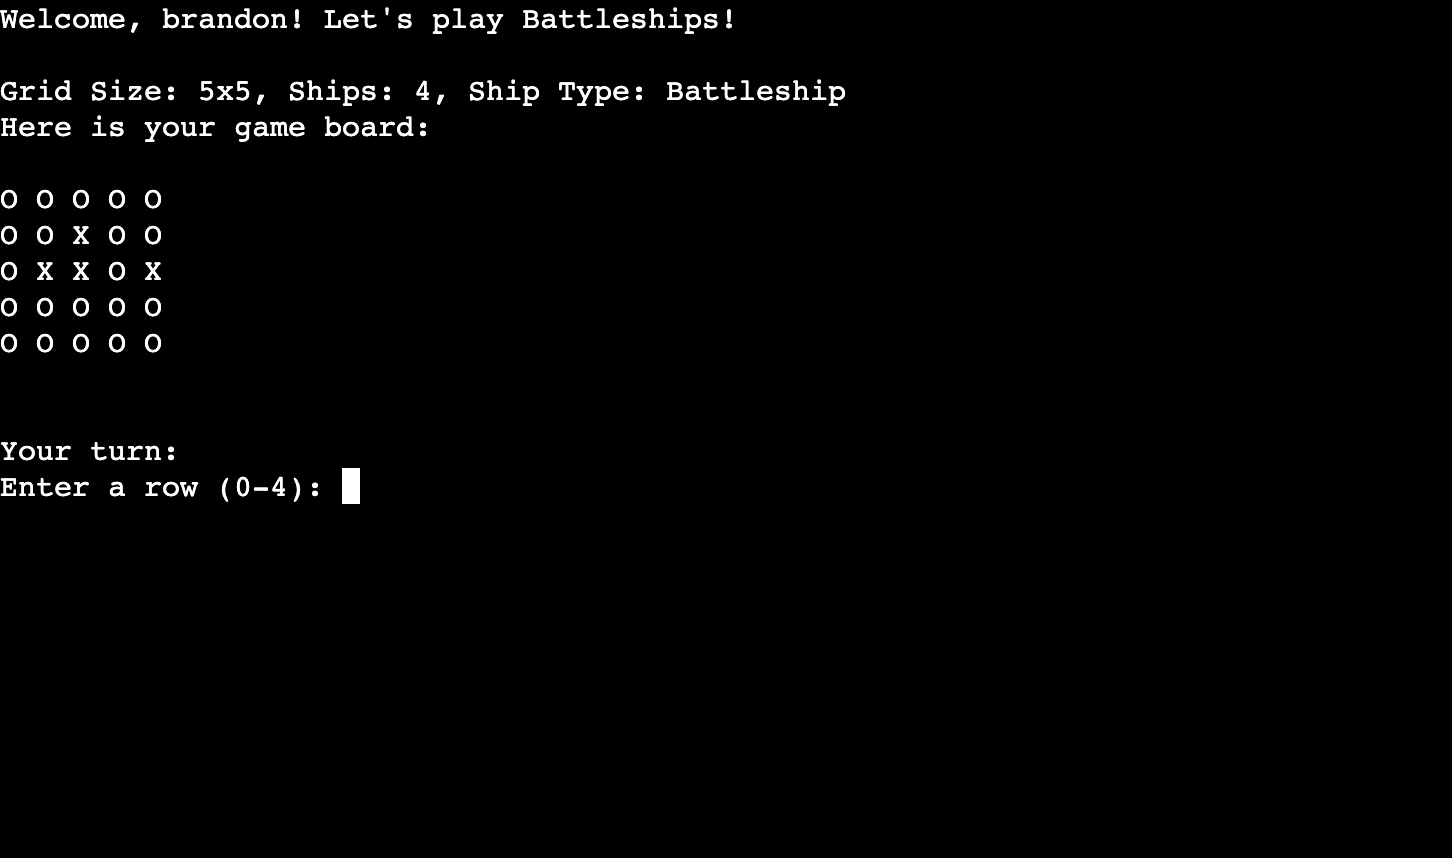 Welcome, brandon! Let's play Battleships!
Grid Size: 5x5, Ships: 4, Ship Type: Battleship
Here is your game board:
O O O O O
O O X O O
O X X O X
O O O O O
O O O O O
Your turn:
Enter a row (0-4):